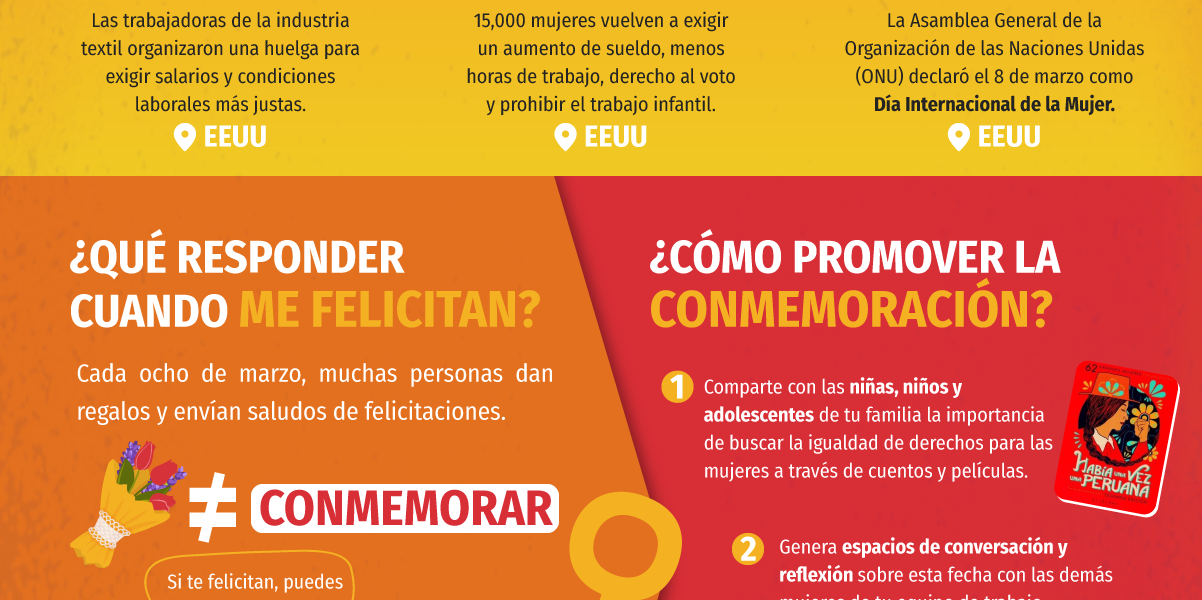 Las trabajadoras de la industria
textil organizaron una huelga para
exigir salarios y condiciones
laborales más justas.
EEUU
15,000 mujeres vuelven a exigir
un aumento de sueldo, menos
horas de trabajo, derecho al voto
y prohibir el trabajo infantil.
EEUU
La Asamblea General de la
Organización de las Naciones Unidas
(ONU) declaró el 8 de marzo como
Día Internacional de la Mujer.
EEUU
¿QUÉ RESPONDER
CUANDO ME FELICITAN?
Cada ocho de marzo, muchas personas dan
regalos y envían saludos de felicitaciones.
≠ CONMEMORAR
Si te felicitan, puedes
¿CÓMO PROMOVER LA
CONMEMORACIÓN?
1 Comparte con las niñas, niños y
adolescentes de tu familia la importancia
de buscar la igualdad de derechos para las
mujeres a través de cuentos y películas.
62
HABÍA UNA VEZ
UNA PERUANA
2 Genera espacios de conversación y
reflexión sobre esta fecha con las demás
mujeres de tu equipo de trabajo